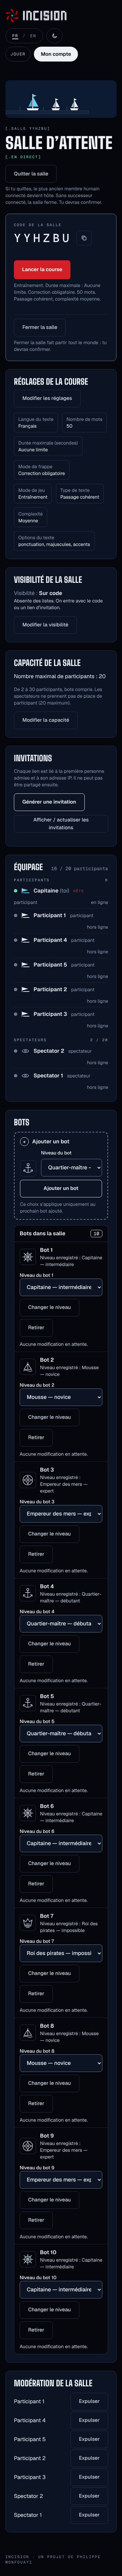 INCISION
FR / EN
JOUER
Mon compte
[.SALLE YYHZBU]
SALLE D'ATTENTE
[.EN DIRECT]
Quitter la salle
Si tu quittes, le plus ancien membre humain
connecté devient hôte. Sans successeur
connecté, la salle ferme. Tu devras confirmer.
CODE DE LA SALLE
YYHZBU
Lancer la course
Entraînement. Durée maximale : Aucune
limite. Correction obligatoire. 50 mots.
Passage cohérent, complexité moyenne.
Fermer la salle
Fermer la salle fait partir tout le monde : tu
devras confirmer.
RÉGLAGES DE LA COURSE
Modifier les réglages
Langue du texte
Français
Nombre de mots
50
Durée maximale (secondes)
Aucune limite
Mode de frappe
Correction obligatoire
Mode de jeu
Entraînement
Type de texte
Passage cohérent
Complexité
Moyenne
Options du texte
ponctuation, majuscules, accents
VISIBILITÉ DE LA SALLE
Visibilité : Sur code
Absente des listes. On entre avec le code
ou un lien d'invitation.
Modifier la visibilité
CAPACITÉ DE LA SALLE
Nombre maximal de participants : 20
De 2 à 30 participants, bots compris. Les
spectateurs ne prennent pas de place de
participant (20 maximum).
Modifier la capacité
INVITATIONS
Chaque lien est lié à la première personne
admise et à son adresse IP. Il ne peut pas
être partagé ensuite.
Générer une invitation
Afficher / actualiser les
invitations
ÉQUIPAGE
16 / 20 participants
PARTICIPANTS 6
Capitaine (toi) HÔTE
participant en ligne
Participant 1 participant
hors ligne
Participant 4 participant
hors ligne
Participant 5 participant
hors ligne
Participant 2 participant
hors ligne
Participant 3 participant
hors ligne
SPECTATEURS 2 / 20
Spectator 2 spectateur
hors ligne
Spectator 1 spectateur
hors ligne
BOTS
+ Ajouter un bot
Niveau du bot
Quartier-maître -
Ajouter un bot
Ce choix s'applique uniquement au
prochain bot ajouté.
Bots dans la salle 10
Bot 1
Niveau enregistré : Capitaine
— intermédiaire
Niveau du bot 1
Capitaine — intermédiaire
Changer le niveau
Retirer
Aucune modification en attente.
Bot 2
Niveau enregistré : Mousse
— novice
Niveau du bot 2
Mousse — novice
Changer le niveau
Retirer
Aucune modification en attente.
Bot 3
Niveau enregistré :
Empereur des mers —
expert
Niveau du bot 3
Empereur des mers — exp
Changer le niveau
Retirer
Aucune modification en attente.
Bot 4
Niveau enregistré : Quartier-
maître — débutant
Niveau du bot 4
Quartier-maître — débuta
Changer le niveau
Retirer
Aucune modification en attente.
Bot 5
Niveau enregistré : Quartier-
maître — débutant
Niveau du bot 5
Quartier-maître — débuta
Changer le niveau
Retirer
Aucune modification en attente.
Bot 6
Niveau enregistré : Capitaine
— intermédiaire
Niveau du bot 6
Capitaine — intermédiaire
Changer le niveau
Retirer
Aucune modification en attente.
Bot 7
Niveau enregistré : Roi des
pirates — impossible
Niveau du bot 7
Roi des pirates — impossi
Changer le niveau
Retirer
Aucune modification en attente.
Bot 8
Niveau enregistré : Mousse
— novice
Niveau du bot 8
Mousse — novice
Changer le niveau
Retirer
Aucune modification en attente.
Bot 9
Niveau enregistré :
Empereur des mers —
expert
Niveau du bot 9
Empereur des mers — exp
Changer le niveau
Retirer
Aucune modification en attente.
Bot 10
Niveau enregistré : Capitaine
— intermédiaire
Niveau du bot 10
Capitaine — intermédiaire
Changer le niveau
Retirer
Aucune modification en attente.
MODÉRATION DE LA SALLE
Participant 1 Expulser
Participant 4 Expulser
Participant 5 Expulser
Participant 2 Expulser
Participant 3 Expulser
Spectator 2 Expulser
Spectator 1 Expulser
INCISION · UN PROJET DE PHILIPPE
MONFOUAYI